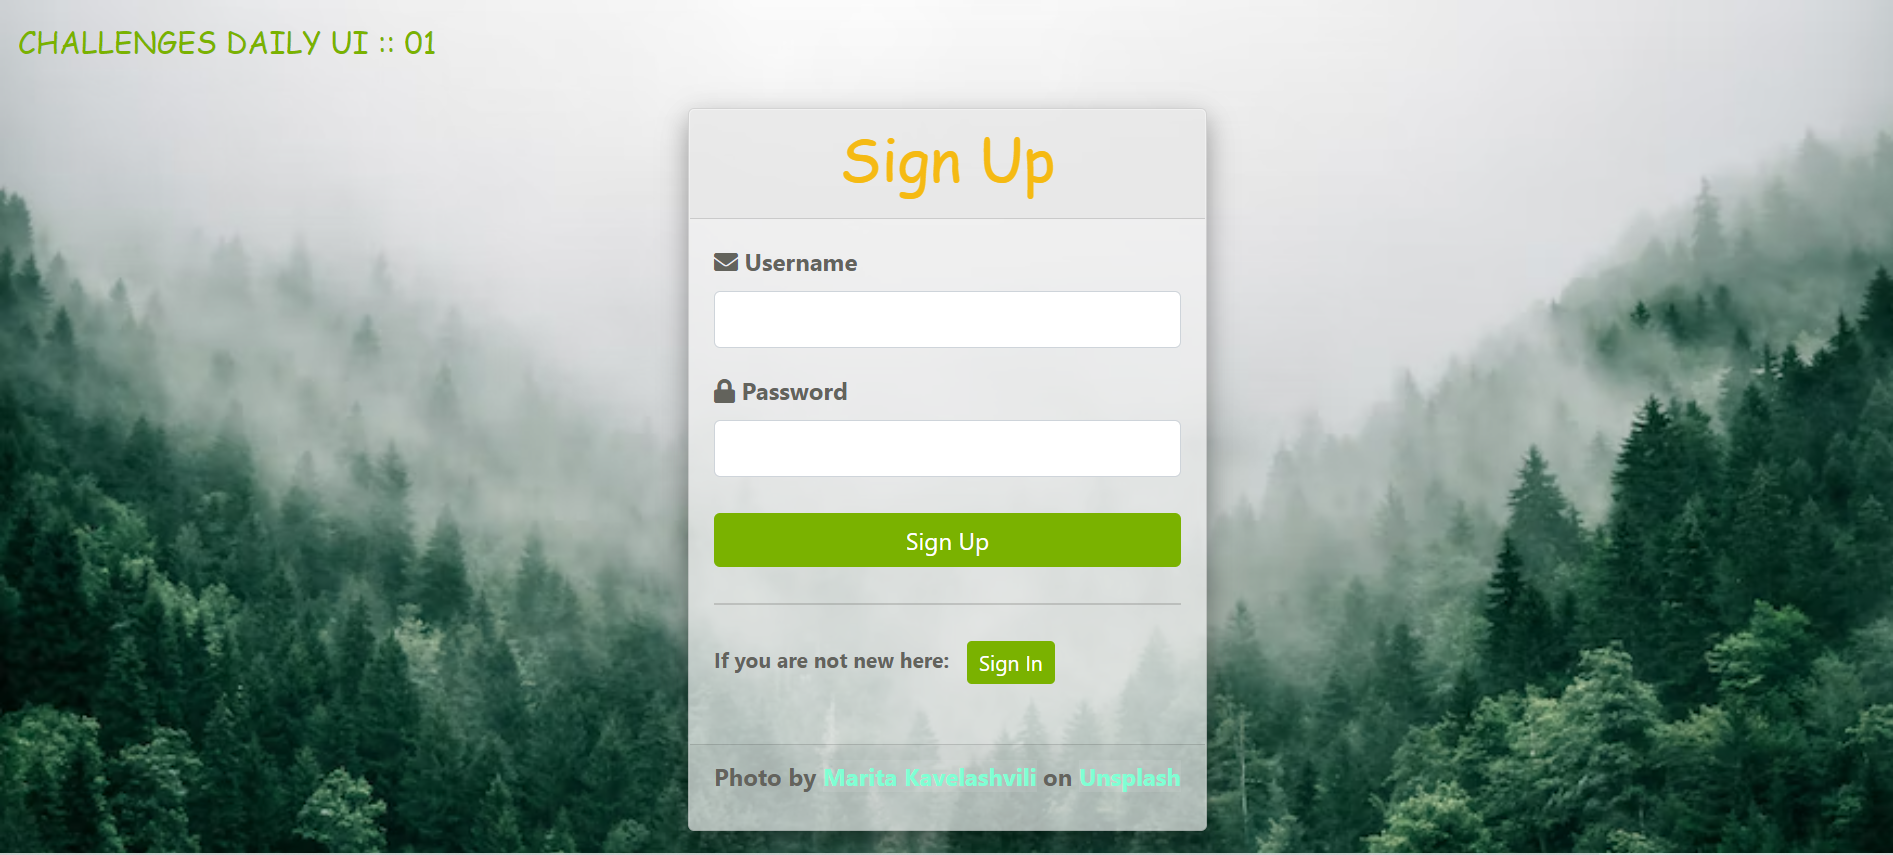 CHALLENGES DAILY UI :: 01
Sign Up
Username
Password
Sign Up
If you are not new here: Sign In
Photo by Marita Kavelashvili on Unsplash